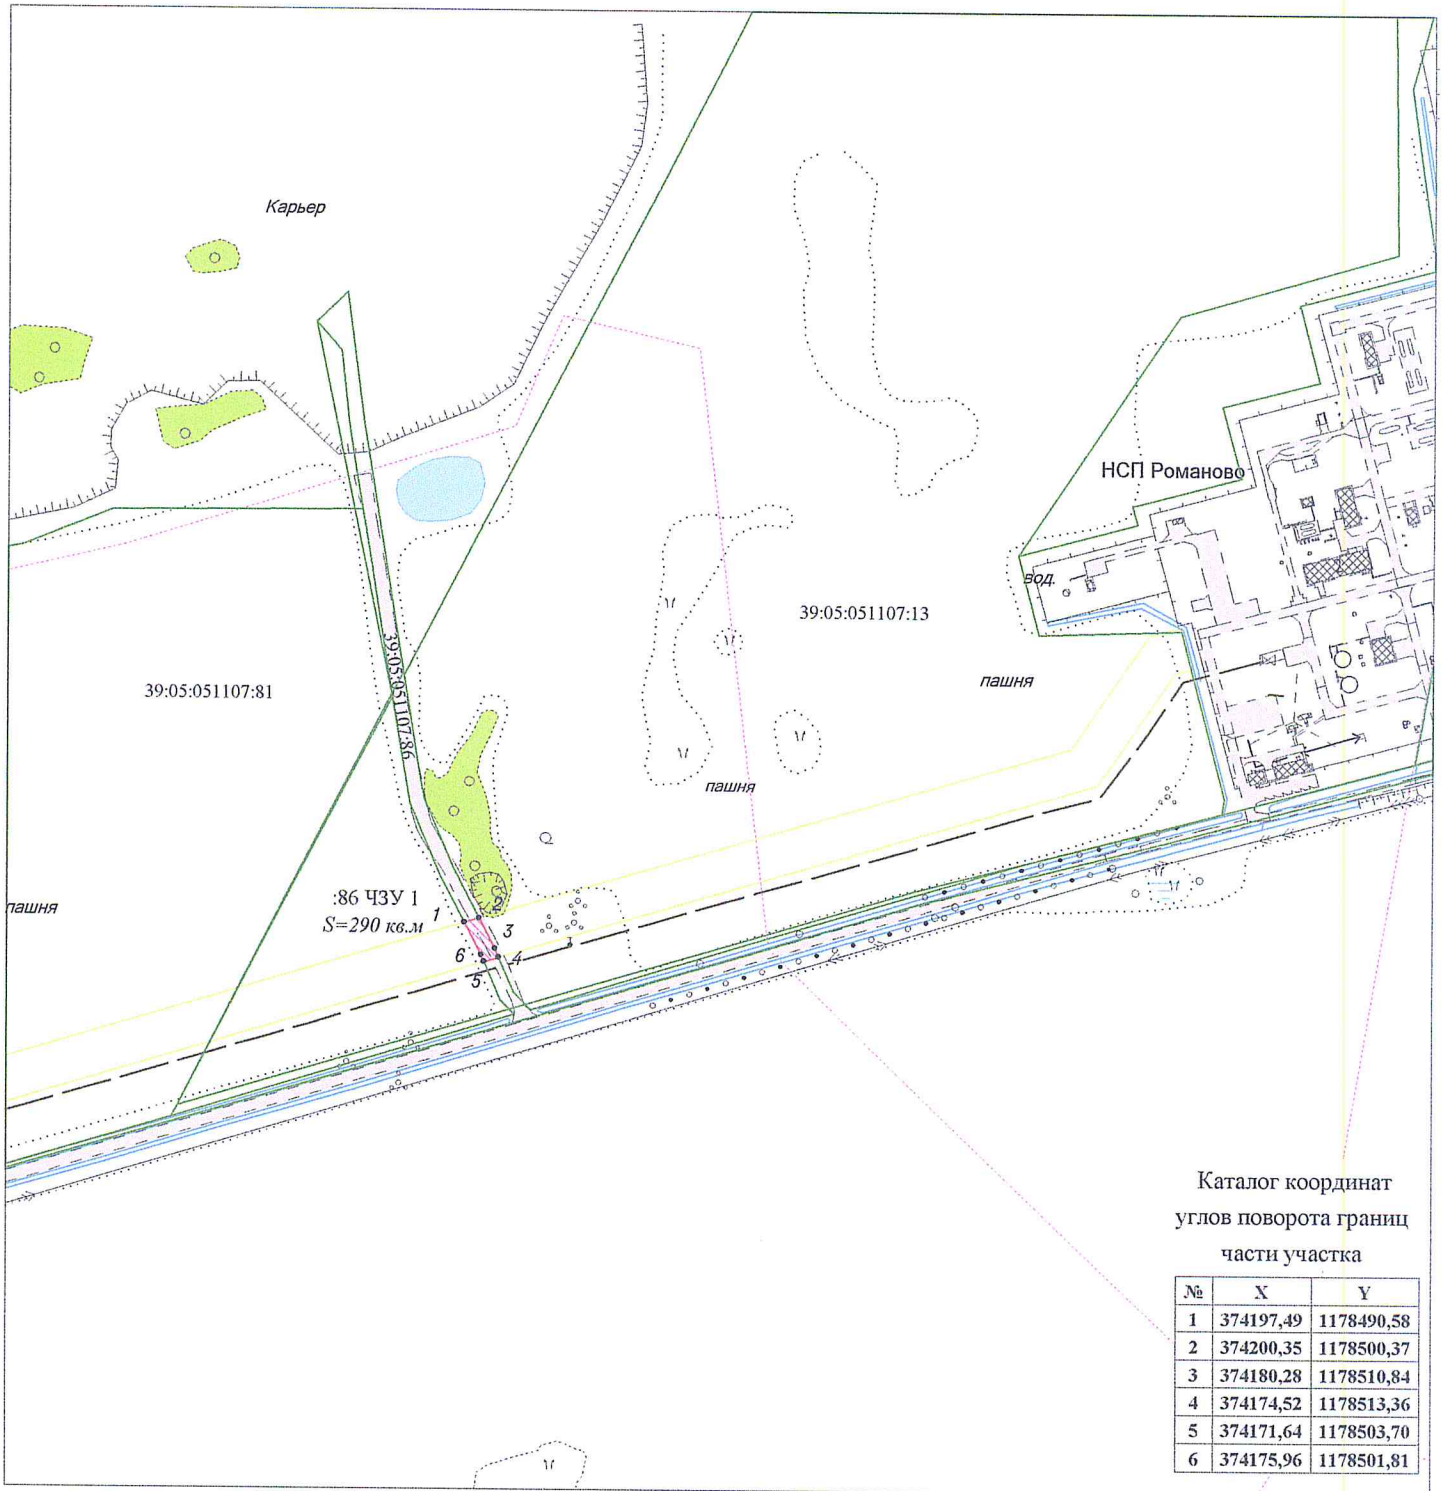 Карьер
НСП Романово
вод.
39:05:051107:13
39:05:051107:86
39:05:051107:81
пашня
пашня
пашня
:86 ЧЗУ 1
S=290 кв.м
1
2
3
4
5
6
Каталог координат
углов поворота границ
части участка
№ X Y
1 374197,49 1178490,58
2 374200,35 1178500,37
3 374180,28 1178510,84
4 374174,52 1178513,36
5 374171,64 1178503,70
6 374175,96 1178501,81